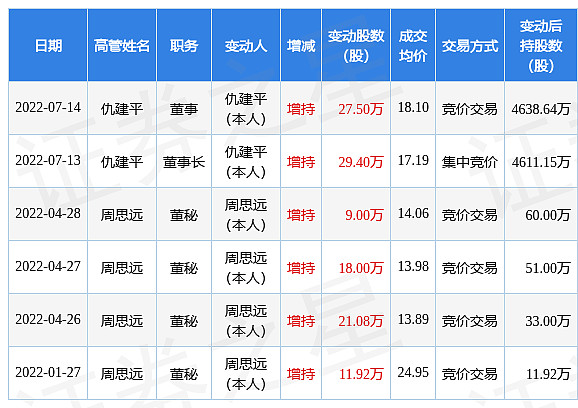 日期 高管姓名 职务 变动人 增减 变动股数（股） 成交均价 交易方式 变动后持股数（股）
2022-07-14 仇建平 董事 仇建平（本人） 增持 27.50万 18.10 竞价交易 4638.64万
2022-07-13 仇建平 董事长 仇建平（本人） 增持 29.40万 17.19 集中竞价 4611.15万
2022-04-28 周思远 董秘 周思远（本人） 增持 9.00万 14.06 竞价交易 60.00万
2022-04-27 周思远 董秘 周思远（本人） 增持 18.00万 13.98 竞价交易 51.00万
2022-04-26 周思远 董秘 周思远（本人） 增持 21.08万 13.89 竞价交易 33.00万
2022-01-27 周思远 董秘 周思远（本人） 增持 11.92万 24.95 竞价交易 11.92万
证券之星
证券之星